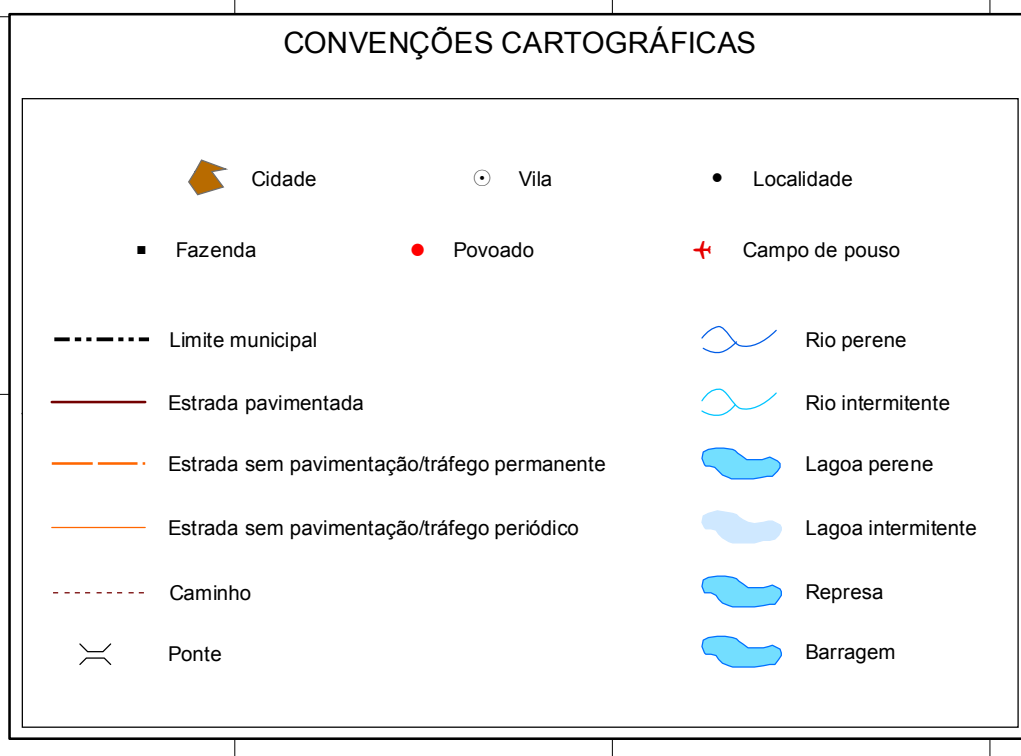 CONVENÇÕES CARTOGRÁFICAS
Cidade
Vila
Localidade
Fazenda
Povoado
Campo de pouso
Limite municipal
Rio perene
Estrada pavimentada
Rio intermitente
Estrada sem pavimentação/tráfego permanente
Lagoa perene
Estrada sem pavimentação/tráfego periódico
Lagoa intermitente
Caminho
Represa
Ponte
Barragem